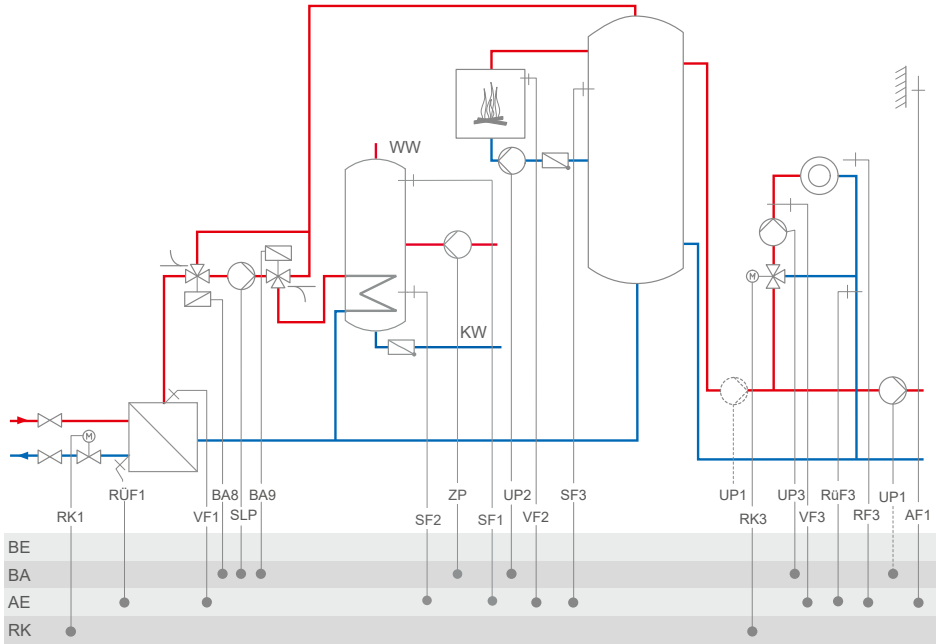 WW
KW
M
M
RÜF1
BA8
BA9
ZP
UP2
SF3
UP1
UP3
RüF3
UP1
RK1
VF1
SLP
SF2
SF1
VF2
RK3
VF3
RF3
AF1
BE
BA
AE
RK